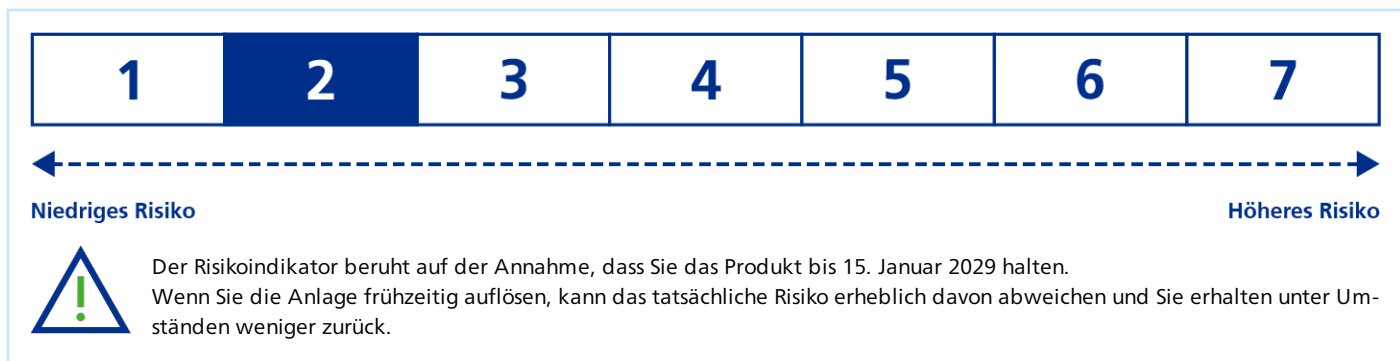 1 2 3 4 5 6 7
Niedriges Risiko Höheres Risiko
Der Risikoindikator beruht auf der Annahme, dass Sie das Produkt bis 15. Januar 2029 halten.
Wenn Sie die Anlage frühzeitig auflösen, kann das tatsächliche Risiko erheblich davon abweichen und Sie erhalten unter Um-
ständen weniger zurück.